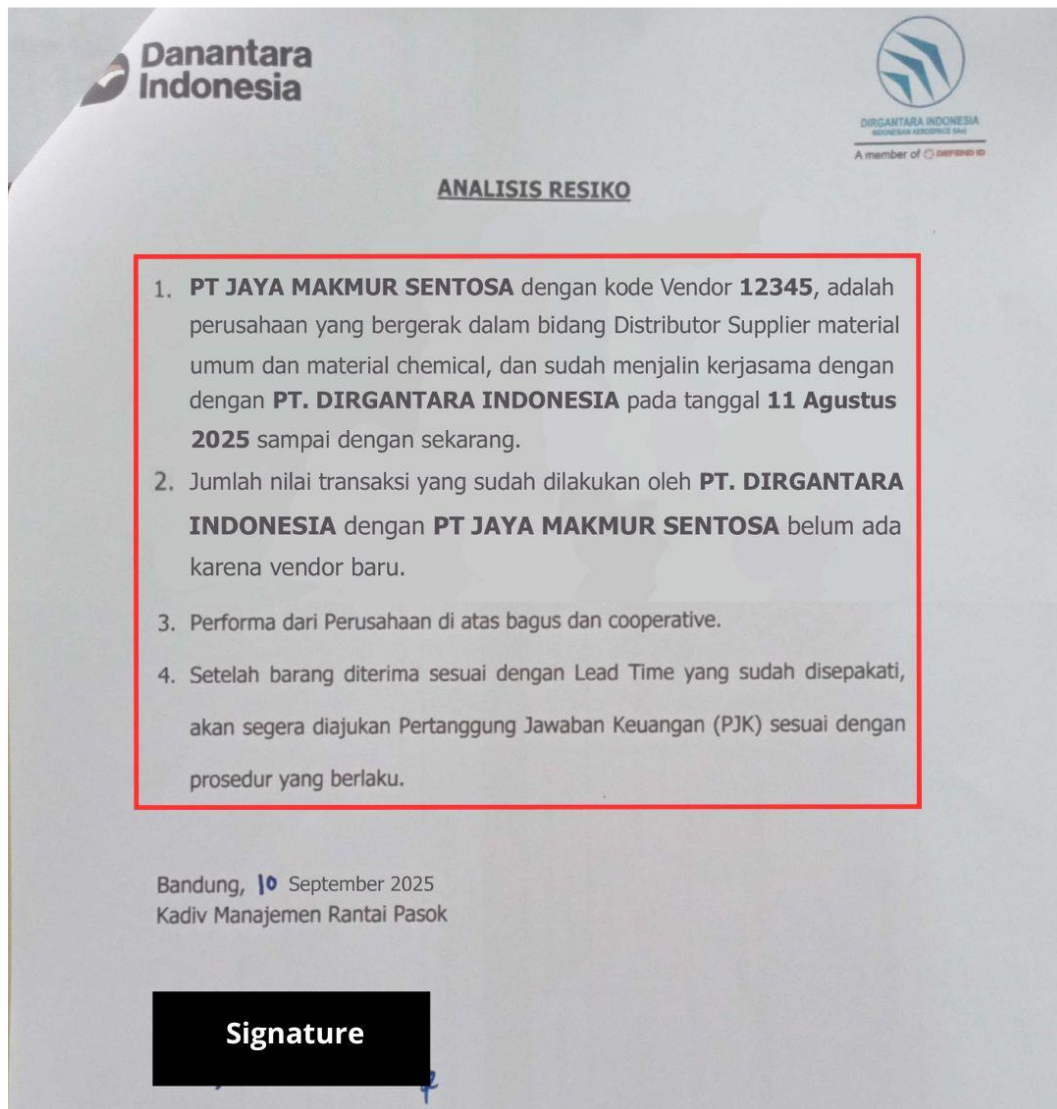 Danantara
Indonesia
DIRGANTARA INDONESIA
INDONESIAN AEROSPACE (IAe)
A member of DEFEND ID
ANALISIS RESIKO
1. PT JAYA MAKMUR SENTOSA dengan kode Vendor 12345, adalah
perusahaan yang bergerak dalam bidang Distributor Supplier material
umum dan material chemical, dan sudah menjalin kerjasama dengan
dengan PT. DIRGANTARA INDONESIA pada tanggal 11 Agustus
2025 sampai dengan sekarang.
2. Jumlah nilai transaksi yang sudah dilakukan oleh PT. DIRGANTARA
INDONESIA dengan PT JAYA MAKMUR SENTOSA belum ada
karena vendor baru.
3. Performa dari Perusahaan di atas bagus dan cooperative.
4. Setelah barang diterima sesuai dengan Lead Time yang sudah disepakati,
akan segera diajukan Pertanggung Jawaban Keuangan (PJK) sesuai dengan
prosedur yang berlaku.
Bandung, 10 September 2025
Kadiv Manajemen Rantai Pasok
Signature